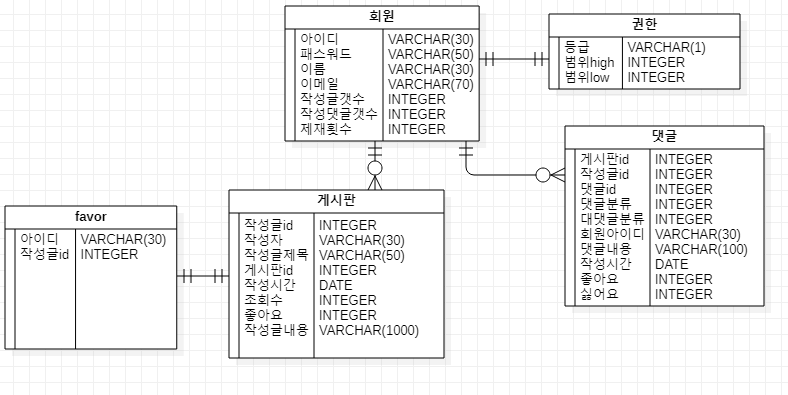 회원
아이디 VARCHAR(30)
패스워드 VARCHAR(50)
이름 VARCHAR(30)
이메일 VARCHAR(70)
작성글갯수 INTEGER
작성댓글갯수 INTEGER
제재횟수 INTEGER
권한
등급 VARCHAR(1)
범위high INTEGER
범위low INTEGER
댓글
게시판id INTEGER
작성글id INTEGER
댓글id INTEGER
댓글분류 INTEGER
대댓글분류 INTEGER
회원아이디 VARCHAR(30)
댓글내용 VARCHAR(100)
작성시간 DATE
좋아요 INTEGER
싫어요 INTEGER
게시판
작성글id INTEGER
작성자 VARCHAR(30)
작성글제목 VARCHAR(50)
게시판id INTEGER
작성시간 DATE
조회수 INTEGER
좋아요 INTEGER
작성글내용 VARCHAR(1000)
favor
아이디 VARCHAR(30)
작성글id INTEGER